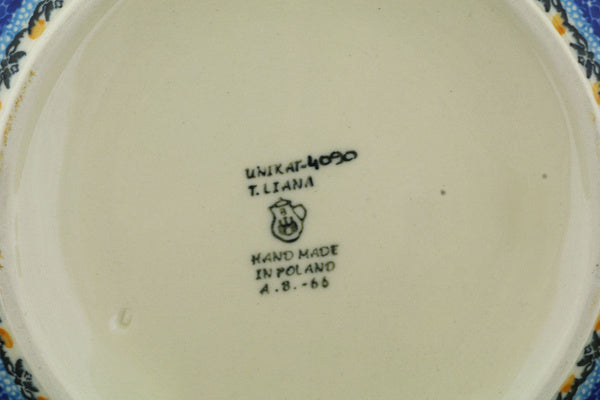 UNIKAT-4090
T. LIANA
HAND MADE
IN POLAND
A.B.-66